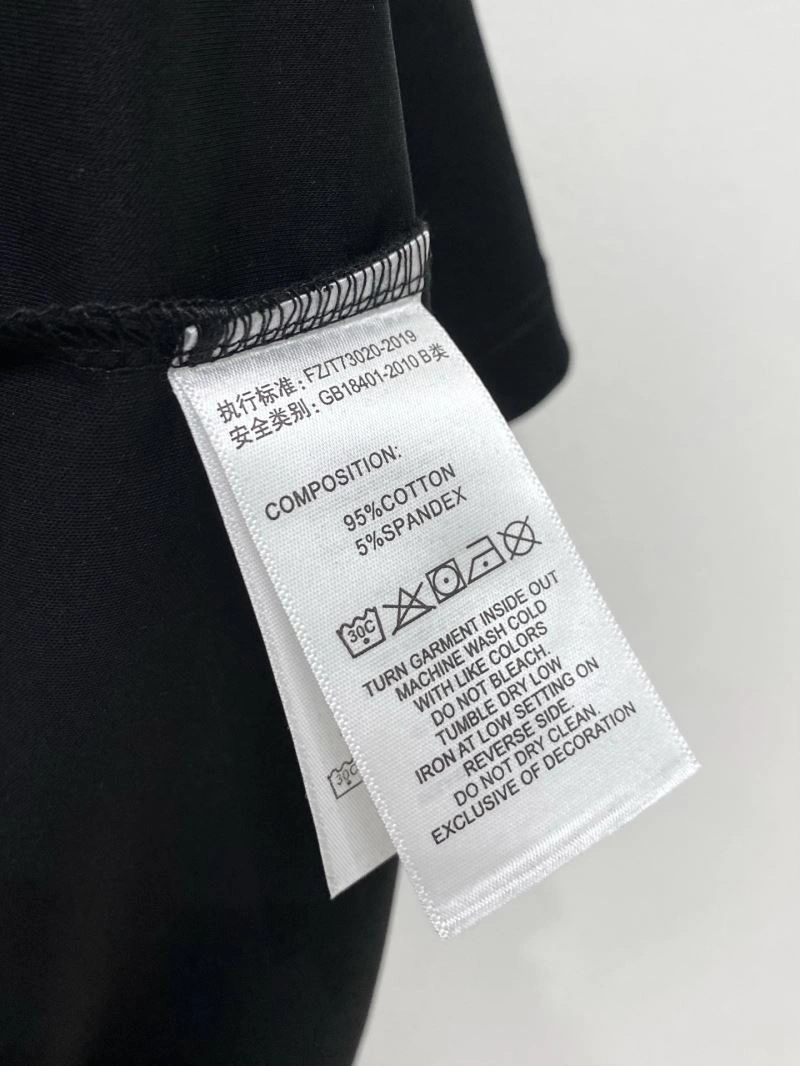 执行标准：FZ/T73020-2019
安全类别：GB18401-2010 B类
COMPOSITION:
95%COTTON
5%SPANDEX
30C
TURN GARMENT INSIDE OUT
MACHINE WASH COLD
WITH LIKE COLORS
DO NOT BLEACH.
TUMBLE DRY LOW
IRON AT LOW SETTING ON
REVERSE SIDE.
DO NOT DRY CLEAN.
EXCLUSIVE OF DECORATION
30C